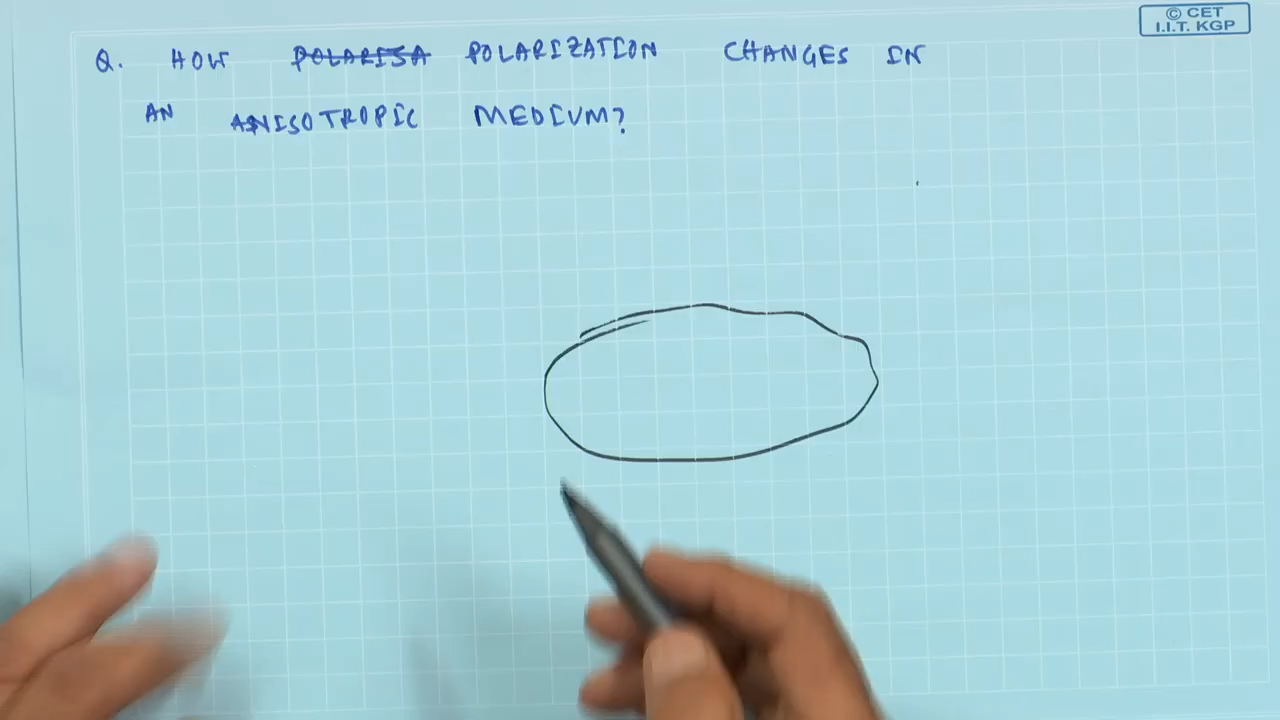 © CET
I.I.T. KGP
Q. HOW POLARISA POLARIZATION CHANGES IN
AN ANISOTROPIC MEDIUM?